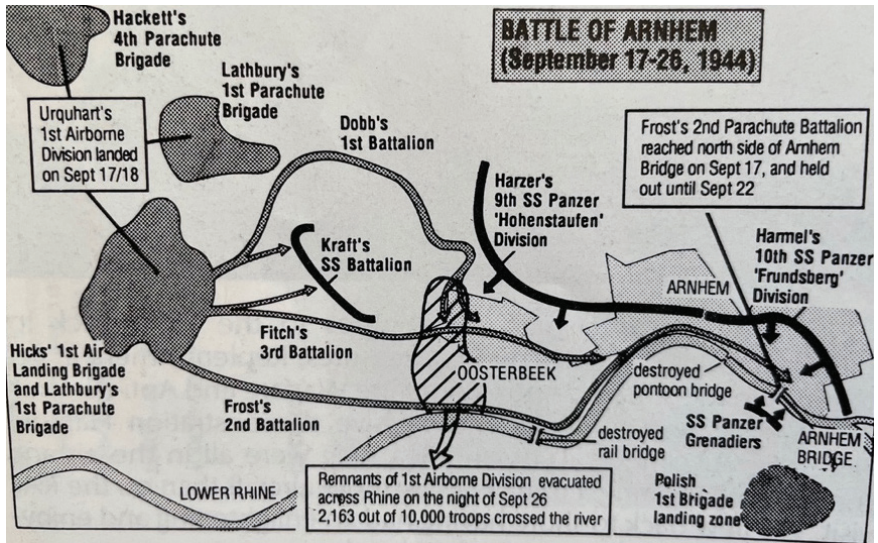 BATTLE OF ARNHEM
(September 17-26, 1944)
Hackett's
4th Parachute
Brigade
Lathbury's
1st Parachute
Brigade
Urquhart's
1st Airborne
Division landed
on Sept 17/18
Dobb's
1st Battalion
Frost's 2nd Parachute Battalion
reached north side of Arnhem
Bridge on Sept 17, and held
out until Sept 22
Harzer's
9th SS Panzer
'Hohenstaufen'
Division
Kraft's
SS Battalion
Harmel's
10th SS Panzer
'Frundsberg'
Division
ARNHEM
Fitch's
3rd Battalion
Hicks' 1st Air
Landing Brigade
and Lathbury's
1st Parachute
Brigade
OOSTERBEEK
destroyed
pontoon bridge
Frost's
2nd Battalion
SS Panzer
Grenadiers
destroyed
rail bridge
ARNHEM
BRIDGE
LOWER RHINE
Remnants of 1st Airborne Division evacuated
across Rhine on the night of Sept 26
2,163 out of 10,000 troops crossed the river
Polish
1st Brigade
landing zone